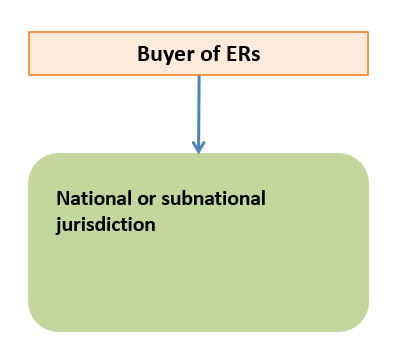 Buyer of ERs
National or subnational
jurisdiction